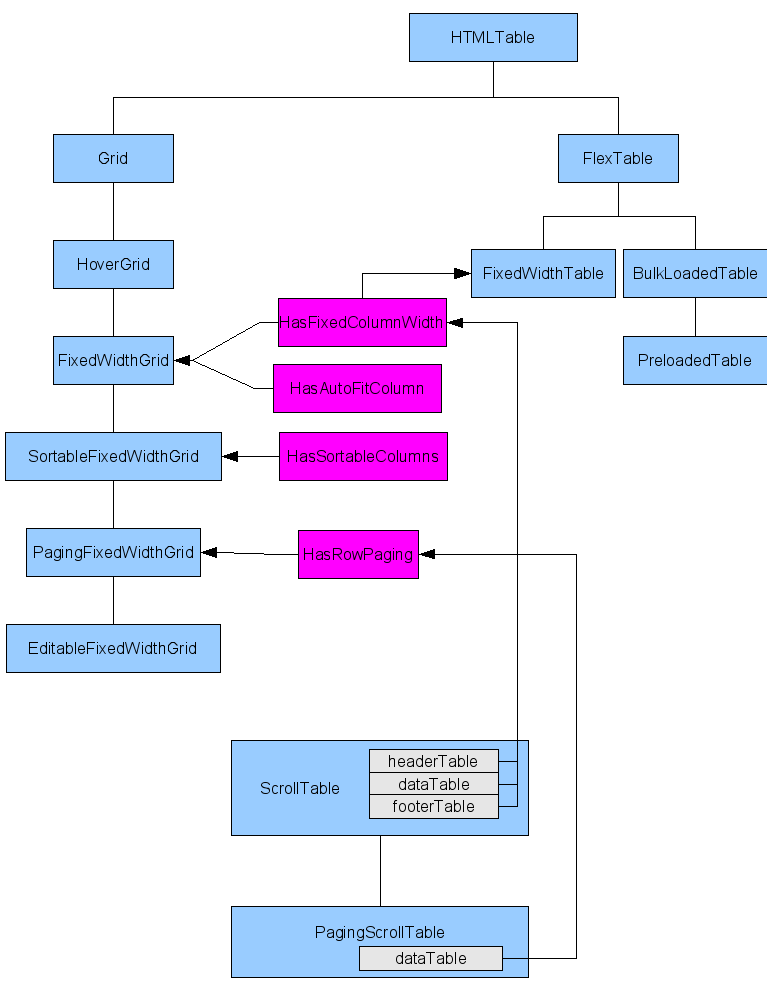 HTMLTable
Grid
FlexTable
HoverGrid
FixedWidthTable
BulkLoadedTable
HasFixedColumnWidth
FixedWidthGrid
PreloadedTable
HasAutoFitColumn
SortableFixedWidthGrid
HasSortableColumns
PagingFixedWidthGrid
HasRowPaging
EditableFixedWidthGrid
headerTable
ScrollTable
dataTable
footerTable
PagingScrollTable
dataTable